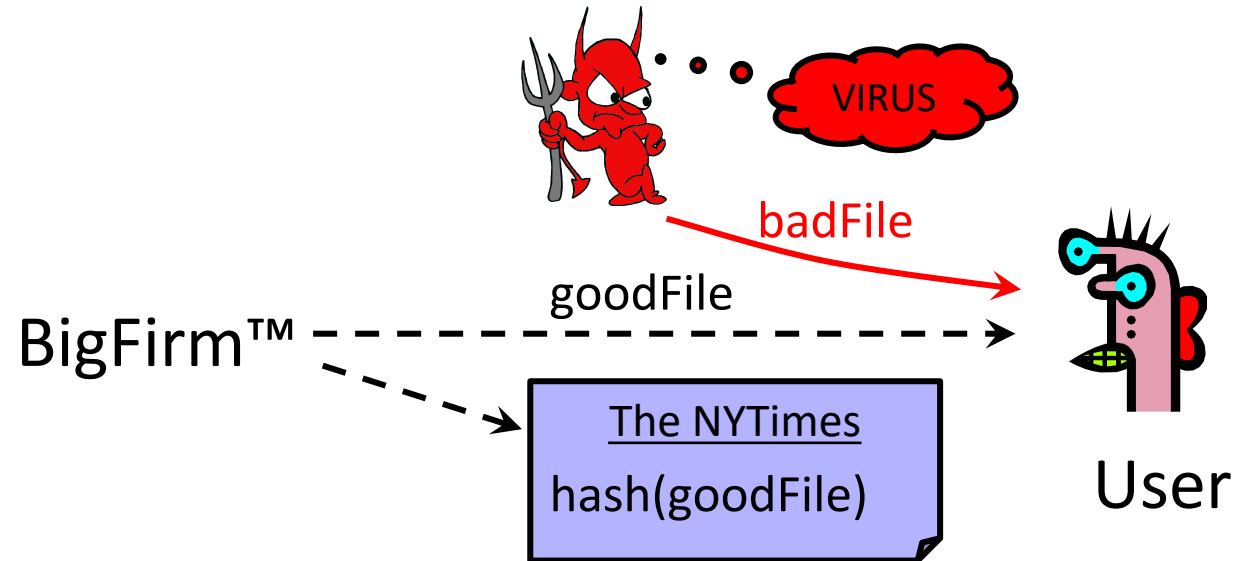 VIRUS
badFile
goodFile
BigFirm™
The NYTimes
hash(goodFile)
User